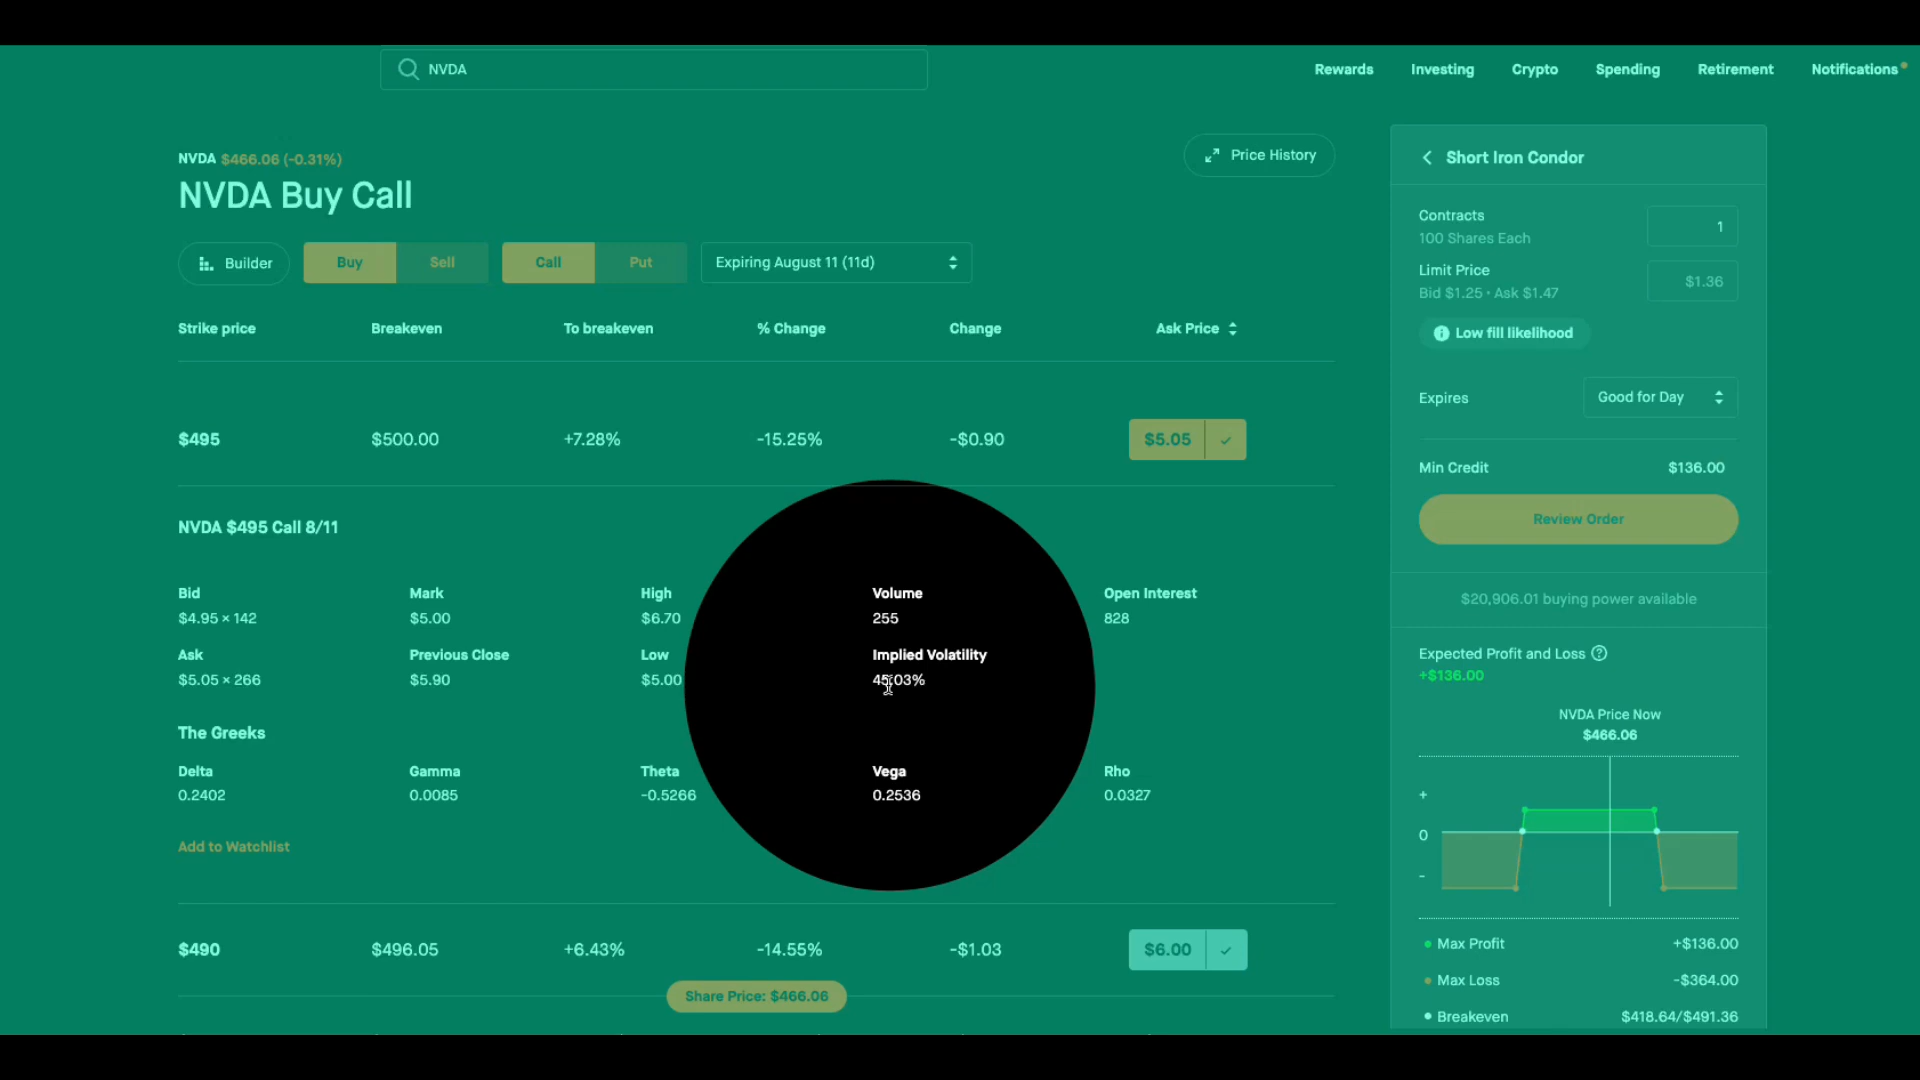 NVDA
Rewards Investing Crypto Spending Retirement Notifications
NVDA $466.06 (-0.31%)
NVDA Buy Call
Price History
Builder Buy Sell Call Put Expiring August 11 (11d)
Strike price Breakeven To breakeven % Change Change Ask Price
$495 $500.00 +7.28% -15.25% -$0.90 $5.05
NVDA $495 Call 8/11
Bid Mark High Volume Open Interest
$4.95 × 142 $5.00 $6.70 255 828
Ask Previous Close Low Implied Volatility
$5.05 × 266 $5.90 $5.00 45.03%
The Greeks
Delta Gamma Theta Vega Rho
0.2402 0.0085 -0.5266 0.2536 0.0327
Add to Watchlist
$490 $496.05 +6.43% -14.55% -$1.03 $6.00
Share Price: $466.06
Short Iron Condor
Contracts 1
100 Shares Each
Limit Price $1.36
Bid $1.25 • Ask $1.47
Low fill likelihood
Expires Good for Day
Min Credit $136.00
Review Order
$20,906.01 buying power available
Expected Profit and Loss
+$136.00
NVDA Price Now
$466.06
+
0
-
Max Profit +$136.00
Max Loss -$364.00
Breakeven $418.64/$491.36